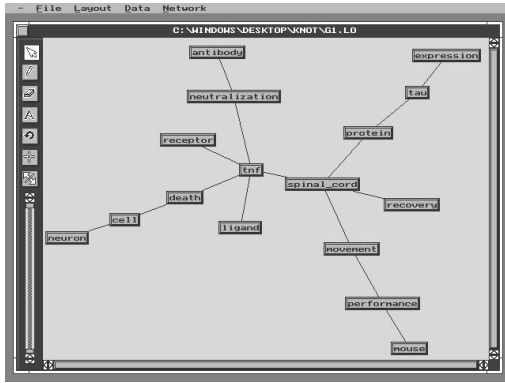 - File Layout Data Network
C:\WINDOWS\DESKTOP\KNOT\G1.LO
antibody
expression
neutralization
tau
protein
receptor
tnf
spinal_cord
death
recovery
cell
ligand
neuron
movement
performance
mouse